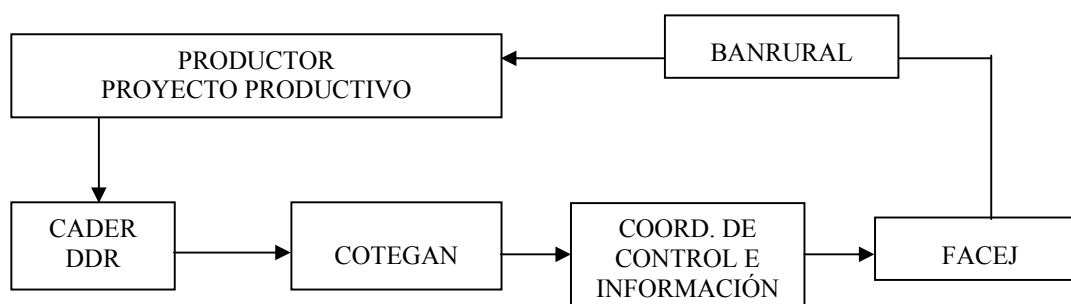 PRODUCTOR
PROYECTO PRODUCTIVO
BANRURAL
CADER
DDR
COTEGAN
COORD. DE
CONTROL E
INFORMACIÓN
FACEJ